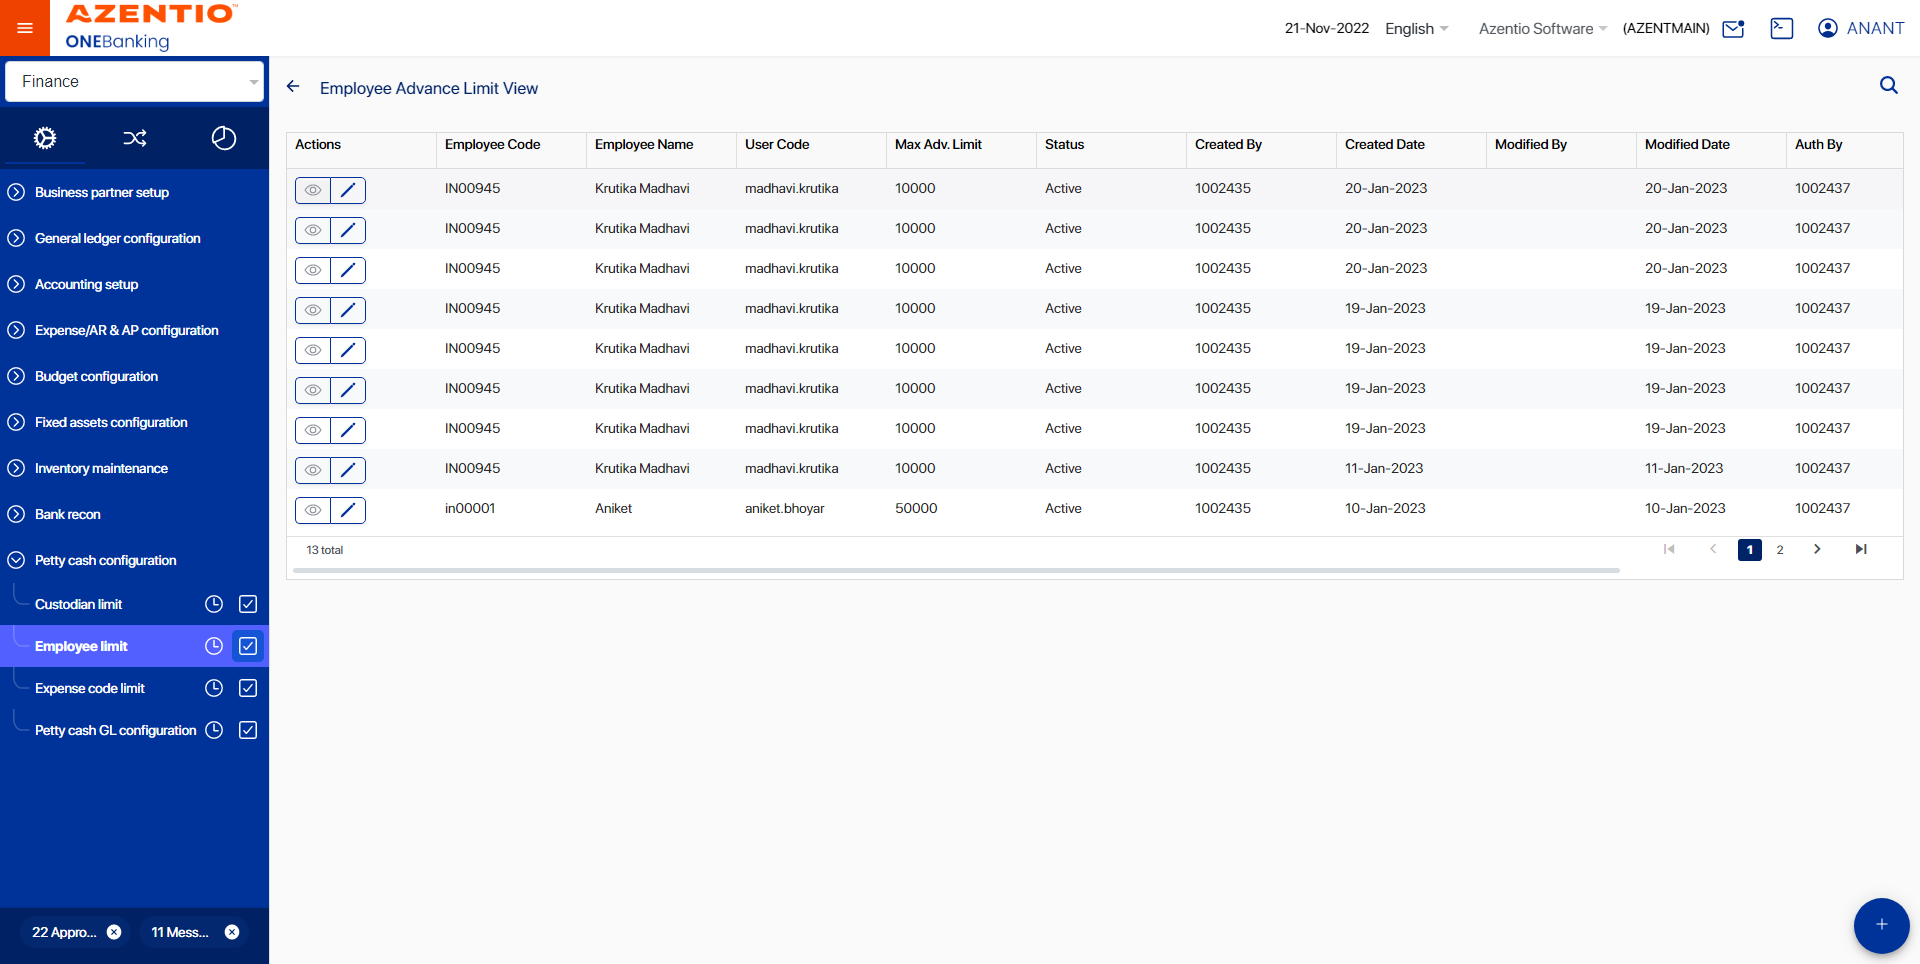 AZENTIO™
ONEBanking
21-Nov-2022 English Azentio Software (AZENTMAIN) ANANT
Finance
Employee Advance Limit View
Business partner setup
General ledger configuration
Accounting setup
Expense/AR & AP configuration
Budget configuration
Fixed assets configuration
Inventory maintenance
Bank recon
Petty cash configuration
Custodian limit
Employee limit
Expense code limit
Petty cash GL configuration
22 Appro...
11 Mess...
Actions Employee Code Employee Name User Code Max Adv. Limit Status Created By Created Date Modified By Modified Date Auth By
IN00945 Krutika Madhavi madhavi.krutika 10000 Active 1002435 20-Jan-2023 20-Jan-2023 1002437
IN00945 Krutika Madhavi madhavi.krutika 10000 Active 1002435 20-Jan-2023 20-Jan-2023 1002437
IN00945 Krutika Madhavi madhavi.krutika 10000 Active 1002435 20-Jan-2023 20-Jan-2023 1002437
IN00945 Krutika Madhavi madhavi.krutika 10000 Active 1002435 19-Jan-2023 19-Jan-2023 1002437
IN00945 Krutika Madhavi madhavi.krutika 10000 Active 1002435 19-Jan-2023 19-Jan-2023 1002437
IN00945 Krutika Madhavi madhavi.krutika 10000 Active 1002435 19-Jan-2023 19-Jan-2023 1002437
IN00945 Krutika Madhavi madhavi.krutika 10000 Active 1002435 19-Jan-2023 19-Jan-2023 1002437
IN00945 Krutika Madhavi madhavi.krutika 10000 Active 1002435 11-Jan-2023 11-Jan-2023 1002437
in00001 Aniket aniket.bhoyar 50000 Active 1002435 10-Jan-2023 10-Jan-2023 1002437
13 total
1 2